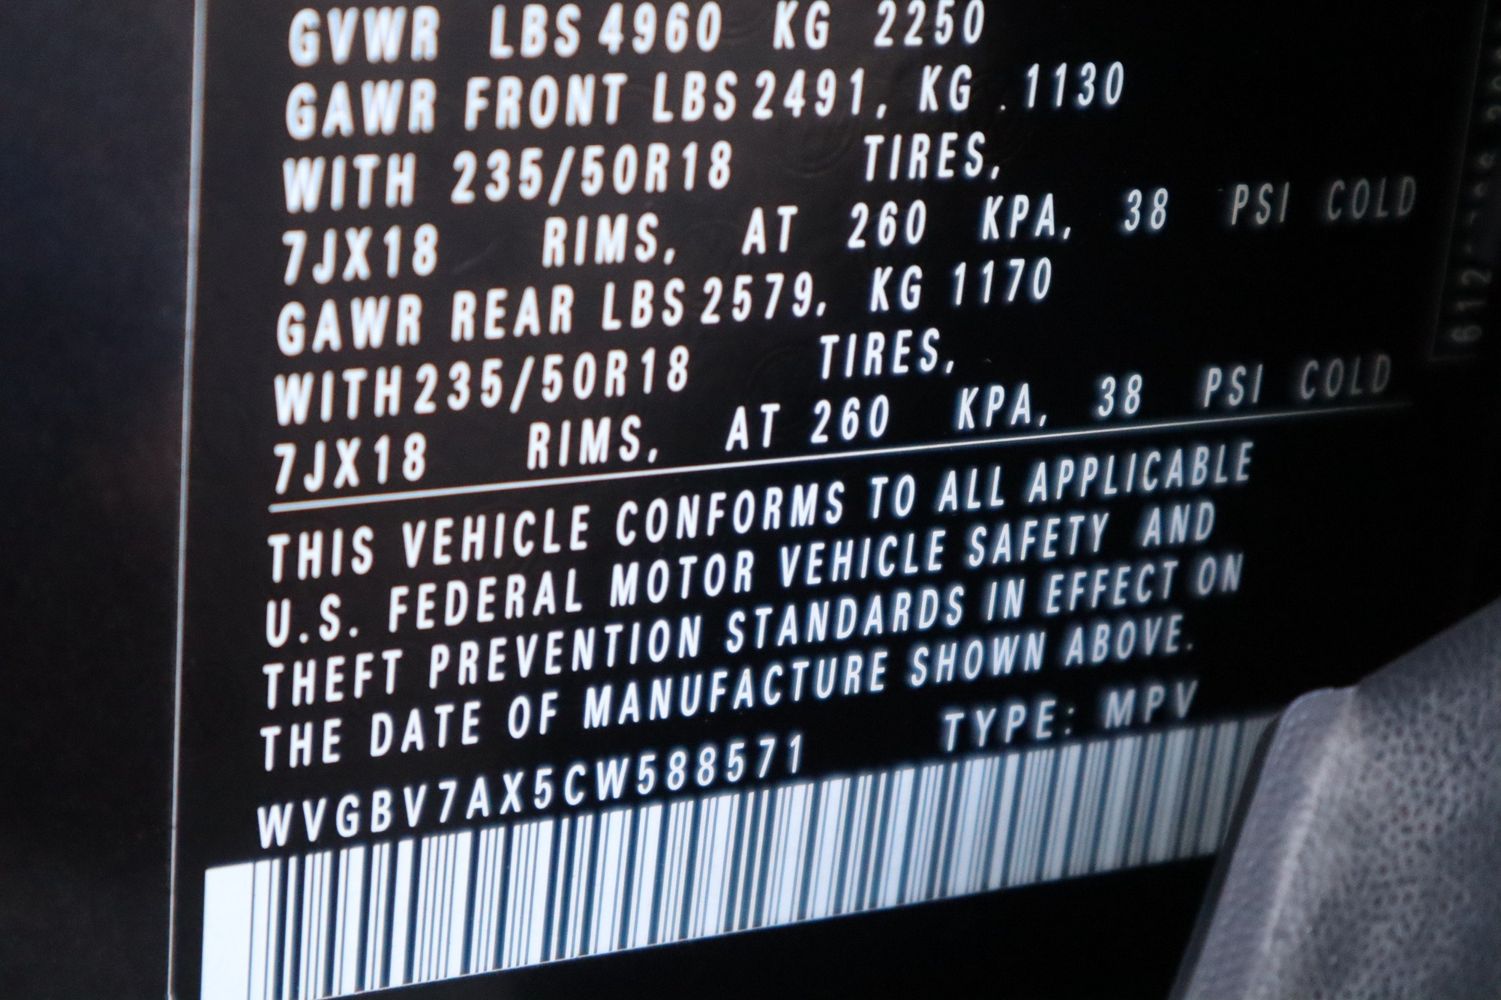 GVWR LBS 4960 KG 2250
GAWR FRONT LBS 2491, KG .1130
WITH 235/50R18 TIRES,
7JX18 RIMS, AT 260 KPA, 38 PSI COLD
GAWR REAR LBS 2579, KG 1170
WITH 235/50R18 TIRES,
7JX18 RIMS, AT 260 KPA, 38 PSI COLD
THIS VEHICLE CONFORMS TO ALL APPLICABLE
U.S. FEDERAL MOTOR VEHICLE SAFETY AND
THEFT PREVENTION STANDARDS IN EFFECT ON
THE DATE OF MANUFACTURE SHOWN ABOVE.
WVGBV7AX5CW588571 TYPE: MPV